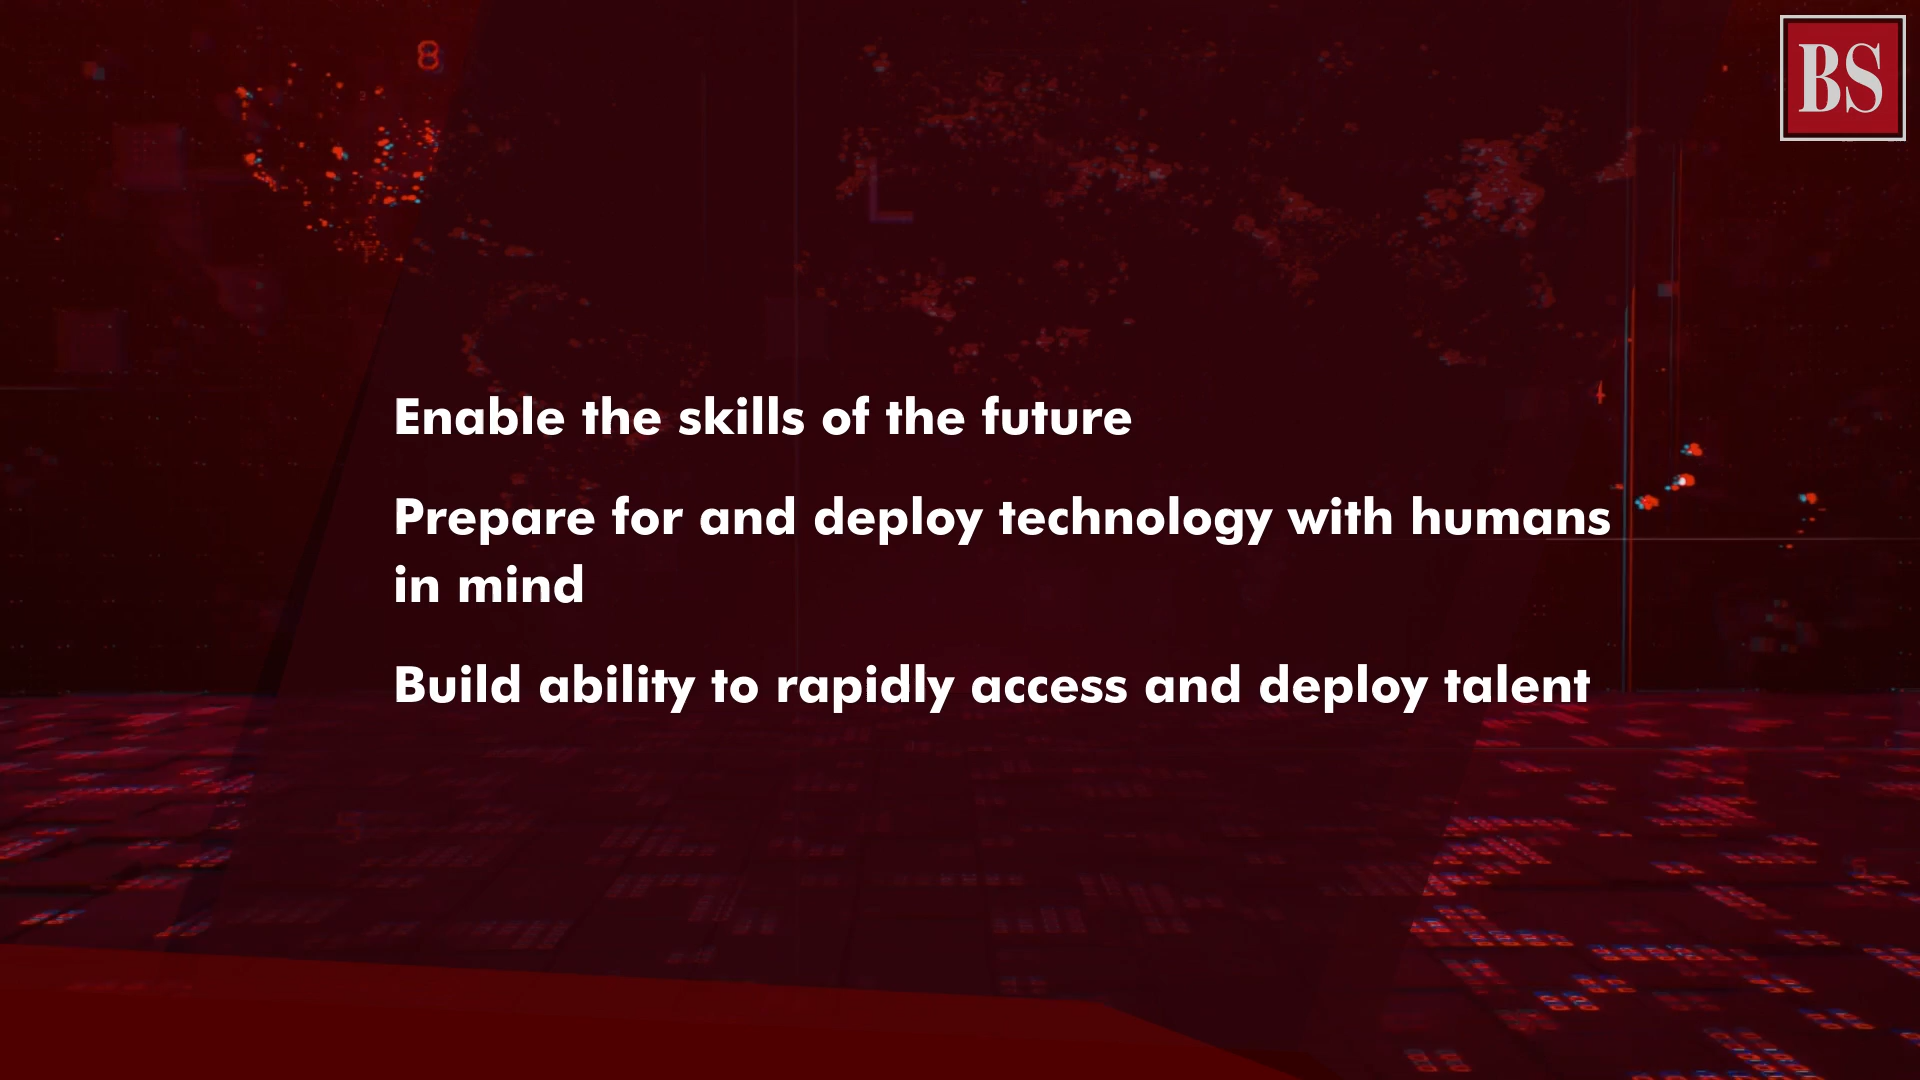 8
BS
Enable the skills of the future
Prepare for and deploy technology with humans
in mind
Build ability to rapidly access and deploy talent